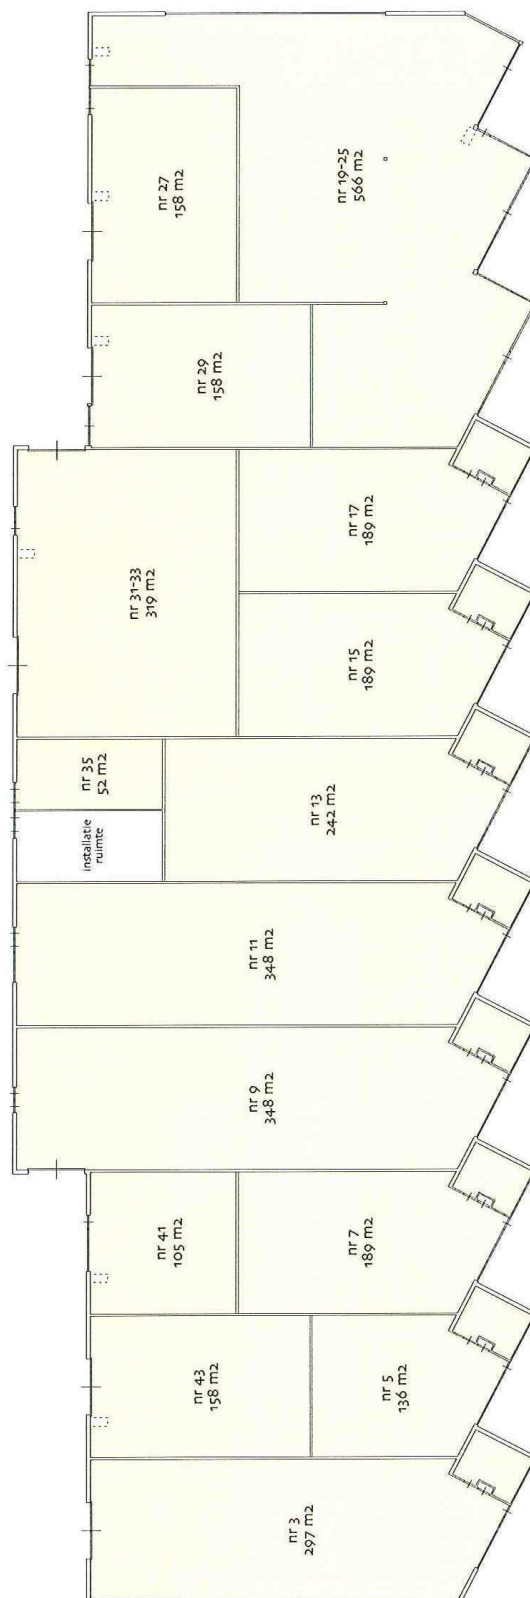 nr 27
158 m2
nr 19-25
566 m2
nr 29
158 m2
nr 31-33
319 m2
nr 17
189 m2
nr 15
189 m2
nr 35
52 m2
installatie
ruimte
nr 13
242 m2
nr 11
348 m2
nr 9
348 m2
nr 41
105 m2
nr 7
189 m2
nr 43
158 m2
nr 5
136 m2
nr 3
297 m2